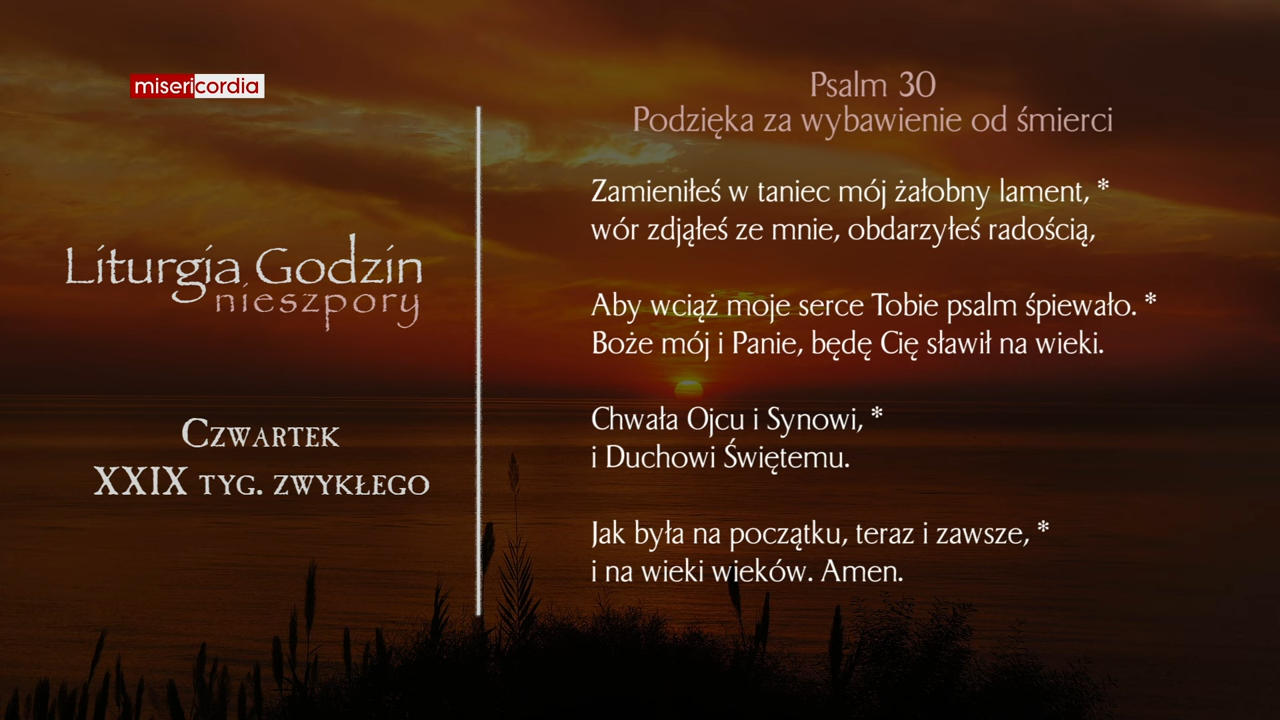 misericordia
Liturgia Godzin
nieszpory
Czwartek
XXIX tyg. zwykłego
Psalm 30
Podzięka za wybawienie od śmierci
Zamieniłeś w taniec mój żałobny lament, *
wór zdjąłeś ze mnie, obdarzyłeś radością,
Aby wciąż moje serce Tobie psalm śpiewało. *
Boże mój i Panie, będę Cię sławił na wieki.
Chwała Ojcu i Synowi, *
i Duchowi Świętemu.
Jak była na początku, teraz i zawsze, *
i na wieki wieków. Amen.